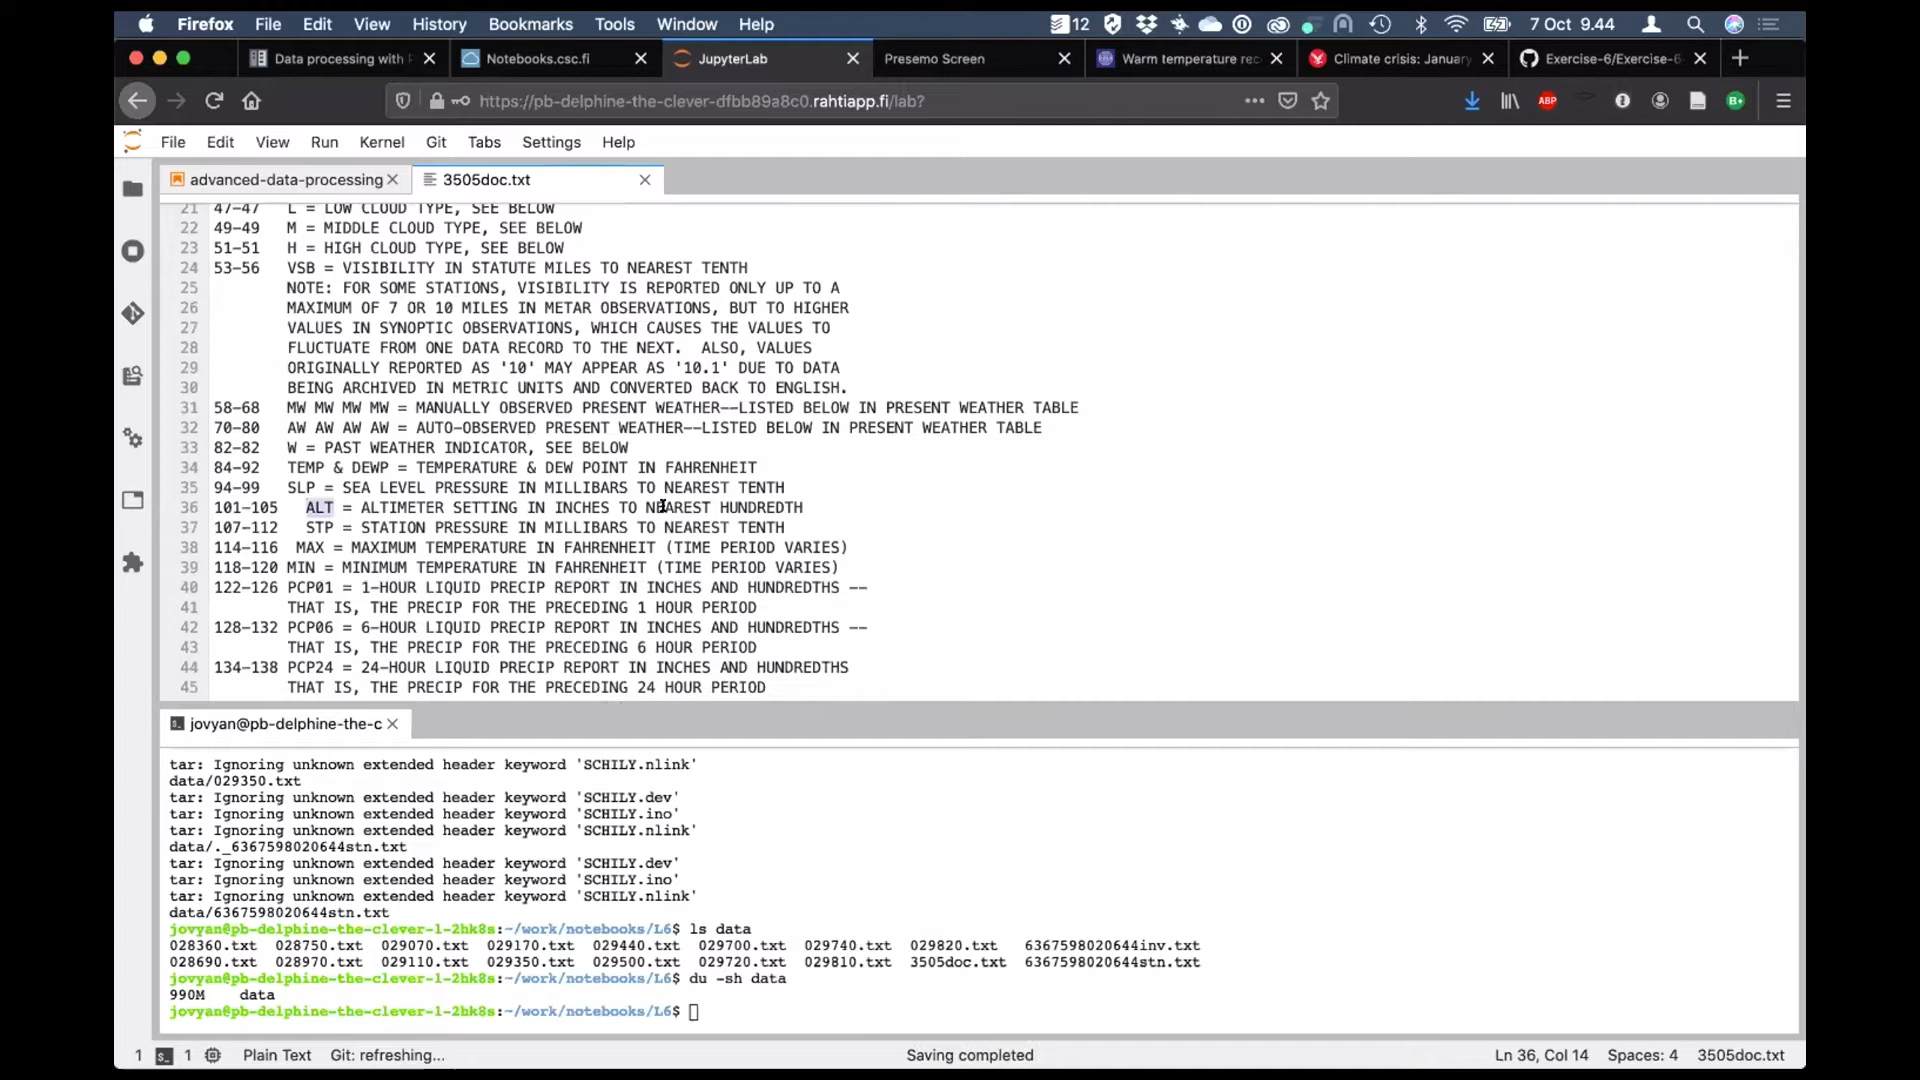 Firefox File Edit View History Bookmarks Tools Window Help 12 7 Oct 9.44
Data processing with Notebooks.csc.fi JupyterLab Presemo Screen Warm temperature rec Climate crisis: January Exercise-6/Exercise-6
https://pb-delphine-the-clever-dfbb89a8c0.rahtiapp.fi/lab? ABP B+
File Edit View Run Kernel Git Tabs Settings Help
advanced-data-processing 3505doc.txt
21 47-47 L = LOW CLOUD TYPE, SEE BELOW
22 49-49 M = MIDDLE CLOUD TYPE, SEE BELOW
23 51-51 H = HIGH CLOUD TYPE, SEE BELOW
24 53-56 VSB = VISIBILITY IN STATUTE MILES TO NEAREST TENTH
25 NOTE: FOR SOME STATIONS, VISIBILITY IS REPORTED ONLY UP TO A
26 MAXIMUM OF 7 OR 10 MILES IN METAR OBSERVATIONS, BUT TO HIGHER
27 VALUES IN SYNOPTIC OBSERVATIONS, WHICH CAUSES THE VALUES TO
28 FLUCTUATE FROM ONE DATA RECORD TO THE NEXT. ALSO, VALUES
29 ORIGINALLY REPORTED AS '10' MAY APPEAR AS '10.1' DUE TO DATA
30 BEING ARCHIVED IN METRIC UNITS AND CONVERTED BACK TO ENGLISH.
31 58-68 MW MW MW MW = MANUALLY OBSERVED PRESENT WEATHER--LISTED BELOW IN PRESENT WEATHER TABLE
32 70-80 AW AW AW AW = AUTO-OBSERVED PRESENT WEATHER--LISTED BELOW IN PRESENT WEATHER TABLE
33 82-82 W = PAST WEATHER INDICATOR, SEE BELOW
34 84-92 TEMP & DEWP = TEMPERATURE & DEW POINT IN FAHRENHEIT
35 94-99 SLP = SEA LEVEL PRESSURE IN MILLIBARS TO NEAREST TENTH
36 101-105 ALT = ALTIMETER SETTING IN INCHES TO NEAREST HUNDREDTH
37 107-112 STP = STATION PRESSURE IN MILLIBARS TO NEAREST TENTH
38 114-116 MAX = MAXIMUM TEMPERATURE IN FAHRENHEIT (TIME PERIOD VARIES)
39 118-120 MIN = MINIMUM TEMPERATURE IN FAHRENHEIT (TIME PERIOD VARIES)
40 122-126 PCP01 = 1-HOUR LIQUID PRECIP REPORT IN INCHES AND HUNDREDTHS --
41 THAT IS, THE PRECIP FOR THE PRECEDING 1 HOUR PERIOD
42 128-132 PCP06 = 6-HOUR LIQUID PRECIP REPORT IN INCHES AND HUNDREDTHS --
43 THAT IS, THE PRECIP FOR THE PRECEDING 6 HOUR PERIOD
44 134-138 PCP24 = 24-HOUR LIQUID PRECIP REPORT IN INCHES AND HUNDREDTHS
45 THAT IS, THE PRECIP FOR THE PRECEDING 24 HOUR PERIOD
jovyan@pb-delphine-the-c
tar: Ignoring unknown extended header keyword 'SCHILY.nlink'
data/029350.txt
tar: Ignoring unknown extended header keyword 'SCHILY.dev'
tar: Ignoring unknown extended header keyword 'SCHILY.ino'
tar: Ignoring unknown extended header keyword 'SCHILY.nlink'
data/._6367598020644stn.txt
tar: Ignoring unknown extended header keyword 'SCHILY.dev'
tar: Ignoring unknown extended header keyword 'SCHILY.ino'
tar: Ignoring unknown extended header keyword 'SCHILY.nlink'
data/6367598020644stn.txt
jovyan@pb-delphine-the-clever-1-2hk8s:~/work/notebooks/L6$ ls data
028360.txt 028750.txt 029070.txt 029170.txt 029440.txt 029700.txt 029740.txt 029820.txt 6367598020644inv.txt
028690.txt 028970.txt 029110.txt 029350.txt 029500.txt 029720.txt 029810.txt 3505doc.txt 6367598020644stn.txt
jovyan@pb-delphine-the-clever-1-2hk8s:~/work/notebooks/L6$ du -sh data
990M data
jovyan@pb-delphine-the-clever-1-2hk8s:~/work/notebooks/L6$
1 1 Plain Text Git: refreshing... Saving completed Ln 36, Col 14 Spaces: 4 3505doc.txt